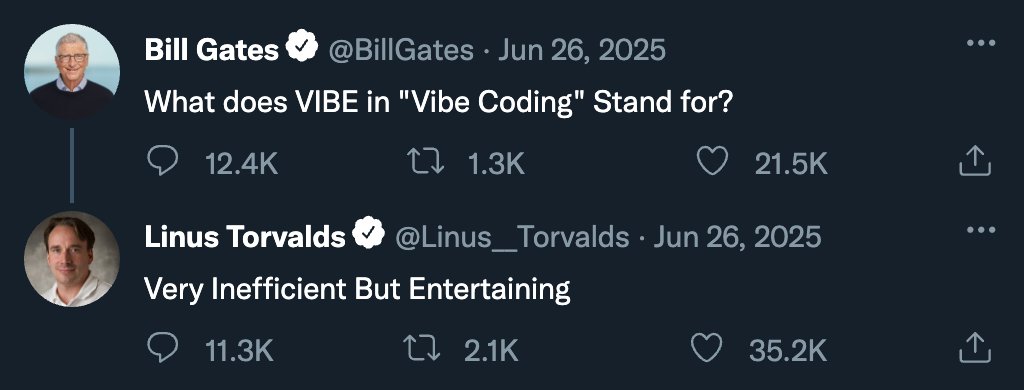 Bill Gates @BillGates · Jun 26, 2025
What does VIBE in "Vibe Coding" Stand for?
12.4K 1.3K 21.5K
Linus Torvalds @Linus__Torvalds · Jun 26, 2025
Very Inefficient But Entertaining
11.3K 2.1K 35.2K